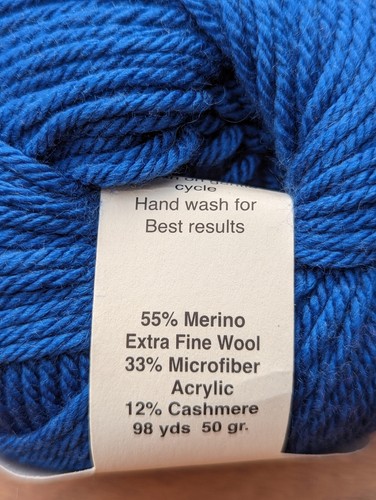 cycle
Hand wash for
Best results
55% Merino
Extra Fine Wool
33% Microfiber
Acrylic
12% Cashmere
98 yds 50 gr.